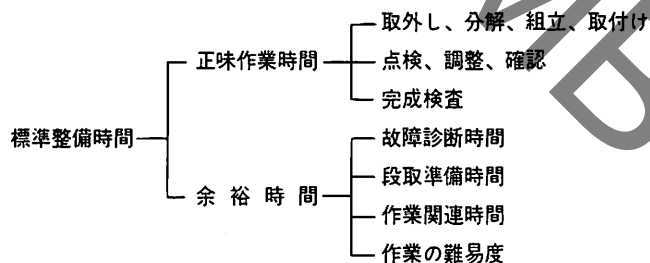 取外し、分解、組立、取付け
正味作業時間
点検、調整、確認
完成検査
標準整備時間
故障診断時間
段取準備時間
余裕時間
作業関連時間
作業の難易度